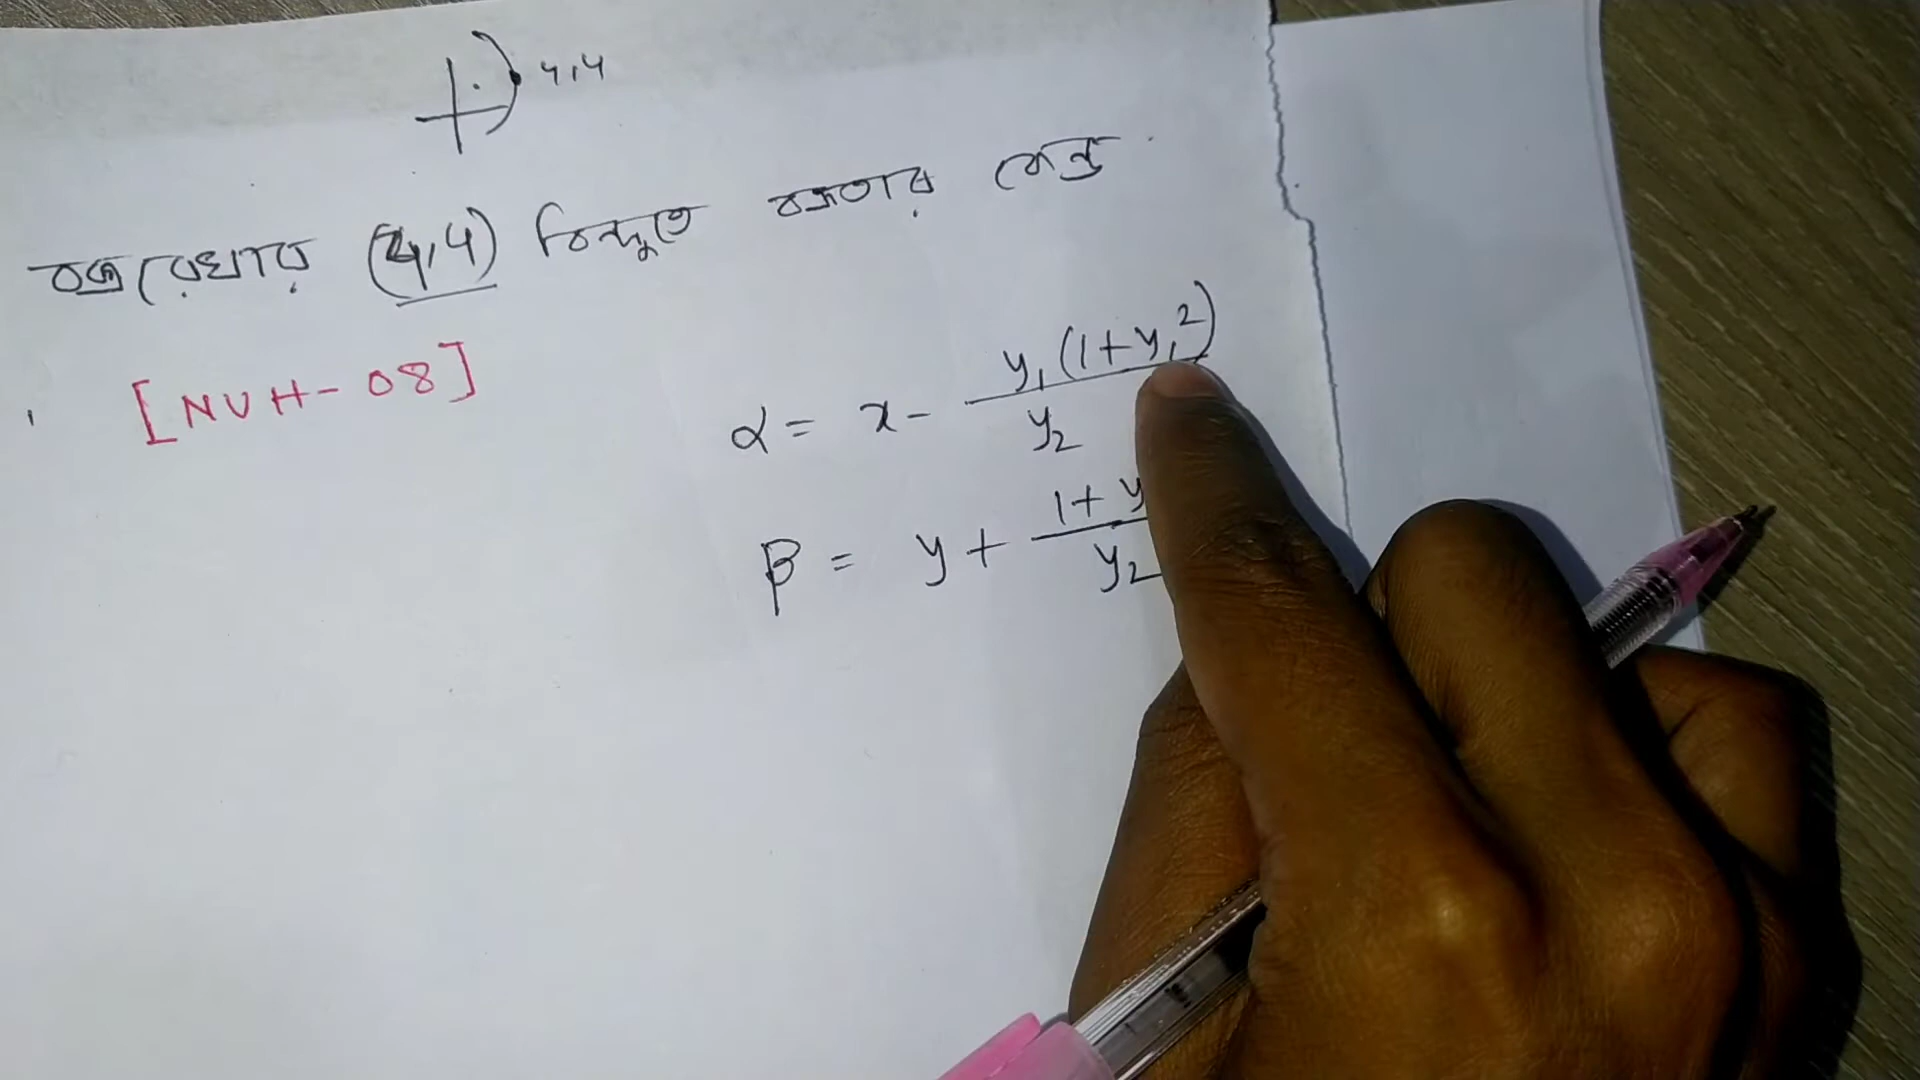 4,4
বক্ররেখার (4,4) বিন্দুতে বক্রতার কেন্দ্র
[NUH-08]
α = x - y₁(1+y₁²) / y₂
β = y + 1+y / y₂